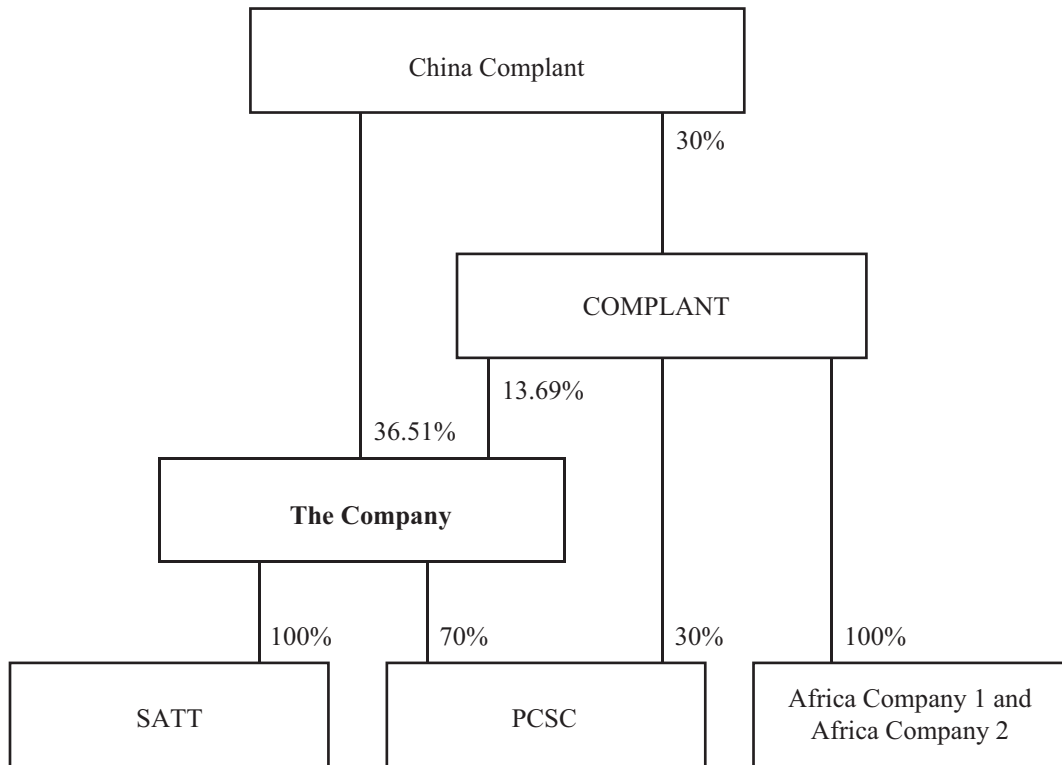 China Complant
30%
COMPLANT
13.69%
36.51%
The Company
100%
70%
30%
100%
SATT
PCSC
Africa Company 1 and
Africa Company 2